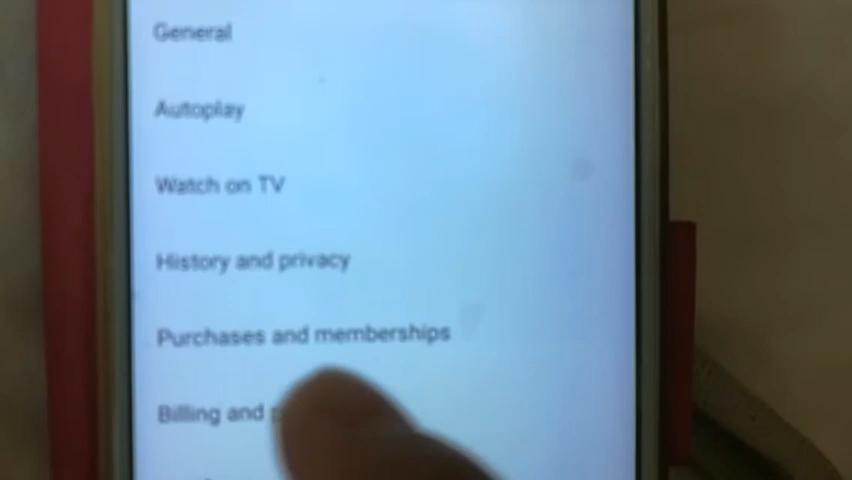 General
Autoplay
Watch on TV
History and privacy
Purchases and memberships
Billing and